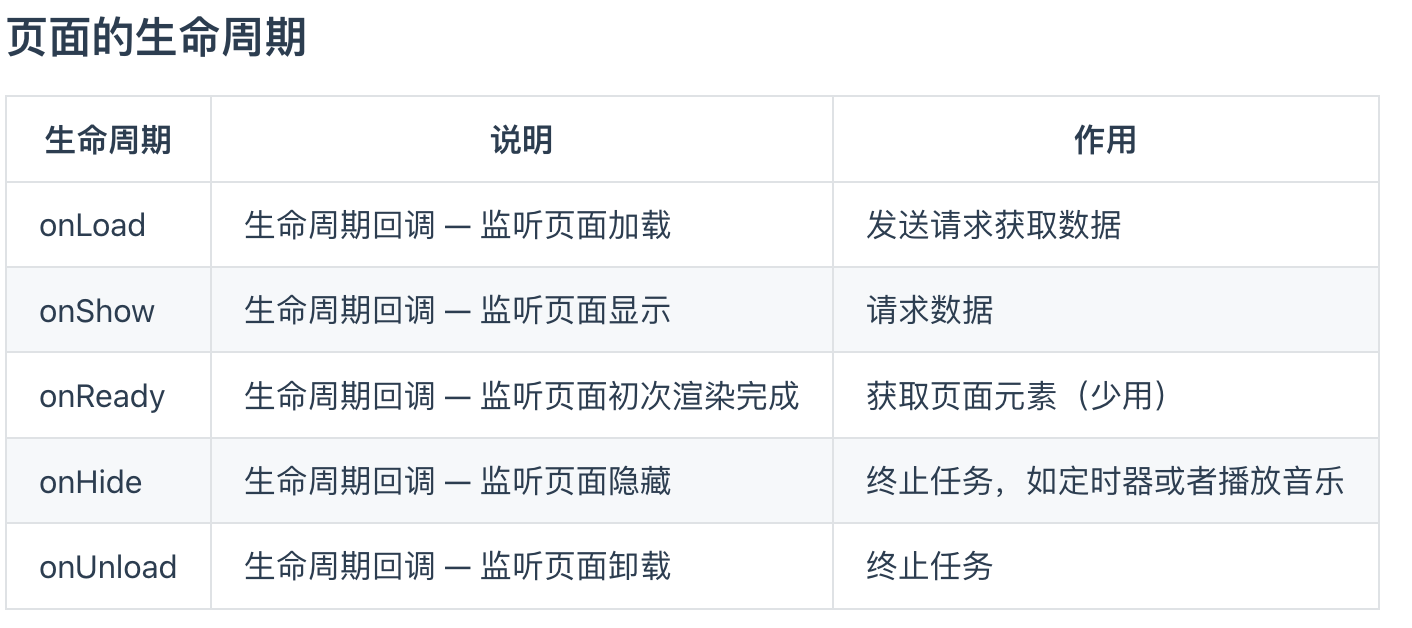 页面的生命周期
生命周期 说明 作用
onLoad 生命周期回调 — 监听页面加载 发送请求获取数据
onShow 生命周期回调 — 监听页面显示 请求数据
onReady 生命周期回调 — 监听页面初次渲染完成 获取页面元素（少用）
onHide 生命周期回调 — 监听页面隐藏 终止任务，如定时器或者播放音乐
onUnload 生命周期回调 — 监听页面卸载 终止任务